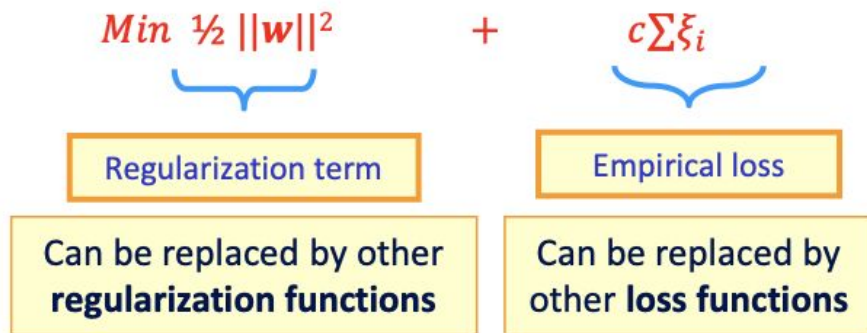 Min ½ ||w||² + c∑ξᵢ
Regularization term
Empirical loss
Can be replaced by other
regularization functions
Can be replaced by
other loss functions